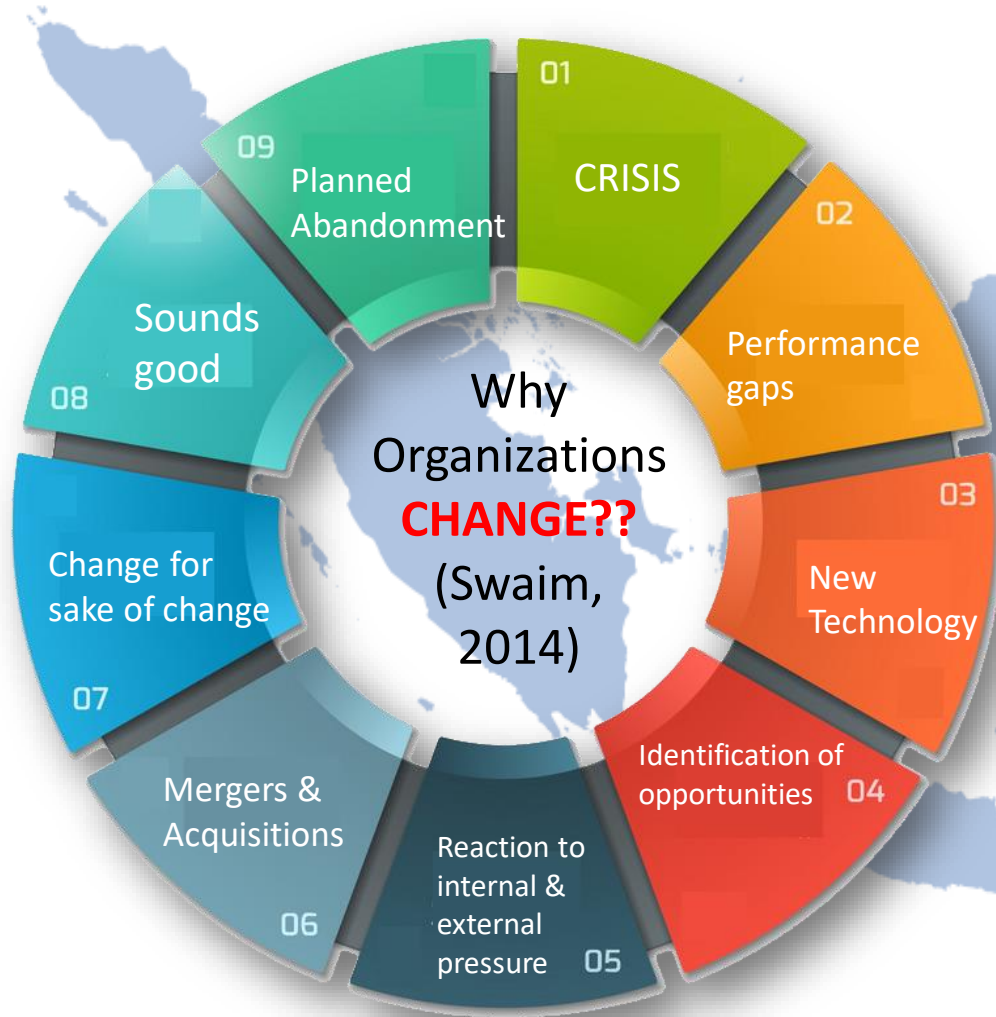 Why
Organizations
CHANGE??
(Swaim,
2014)
01
CRISIS
02
Performance
gaps
03
New
Technology
Identification of
opportunities 04
Reaction to
internal &
external
pressure 05
Mergers &
Acquisitions
06
Change for
sake of change
07
Sounds
good
08
09
Planned
Abandonment